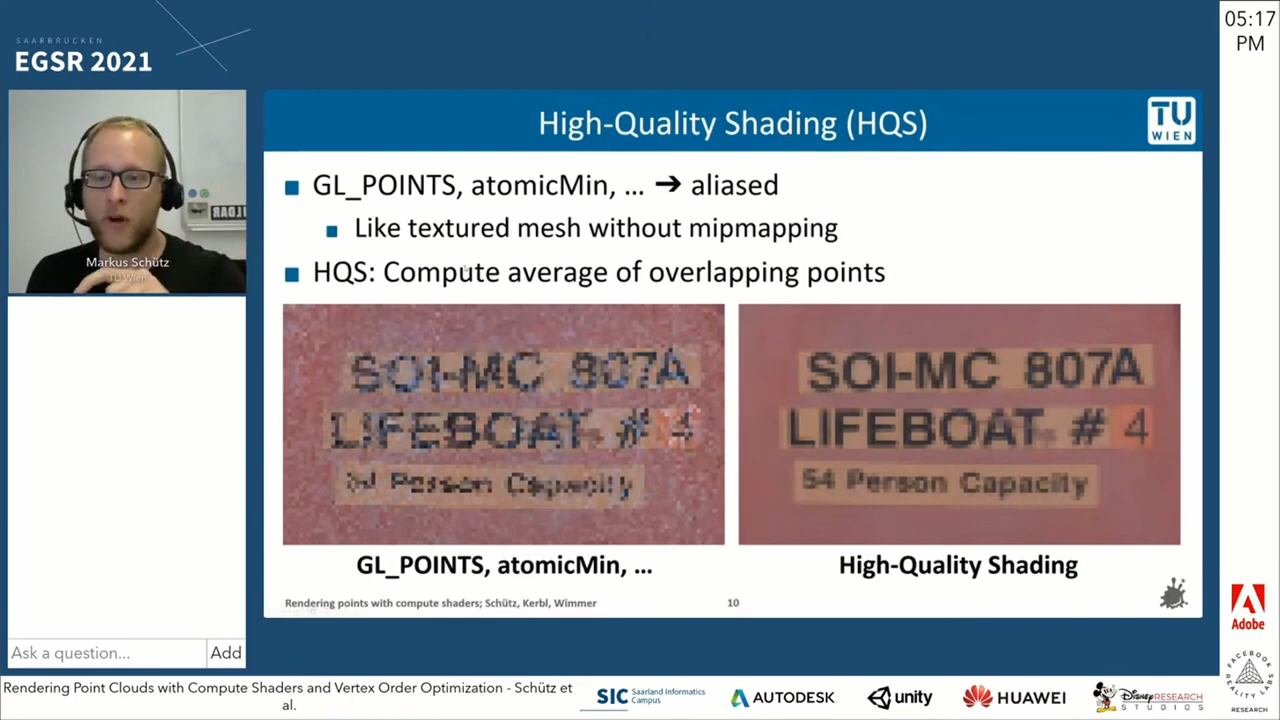 SAARBRÜCKEN
EGSR 2021
05:17
PM
Markus Schütz
TU Wien
High-Quality Shading (HQS)
TU
WIEN
GL_POINTS, atomicMin, … ➔ aliased
Like textured mesh without mipmapping
HQS: Compute average of overlapping points
SOI-MC 807A
LIFEBOAT # 4
54 Person Capacity
SOI-MC 807A
LIFEBOAT # 4
54 Person Capacity
GL_POINTS, atomicMin, …
High-Quality Shading
Rendering points with compute shaders; Schütz, Kerbl, Wimmer
10
Ask a question...
Add
Rendering Point Clouds with Compute Shaders and Vertex Order Optimization - Schütz et
al.
SIC Saarland Informatics
Campus
AUTODESK
unity
HUAWEI
Disney RESEARCH
STUDIOS
Adobe
FACEBOOK
REALITY LABS
RESEARCH